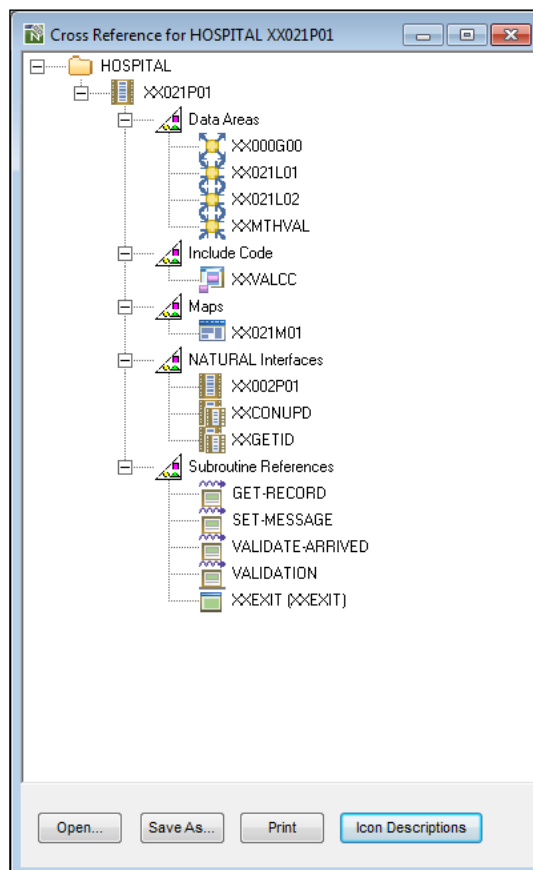 Cross Reference for HOSPITAL XX021P01
HOSPITAL
XX021P01
Data Areas
XX000G00
XX021L01
XX021L02
XXMTHVAL
Include Code
XXVALCC
Maps
XX021M01
NATURAL Interfaces
XX002P01
XXCONUPD
XXGETID
Subroutine References
GET-RECORD
SET-MESSAGE
VALIDATE-ARRIVED
VALIDATION
XXEXIT (XXEXIT)
Open... Save As... Print Icon Descriptions